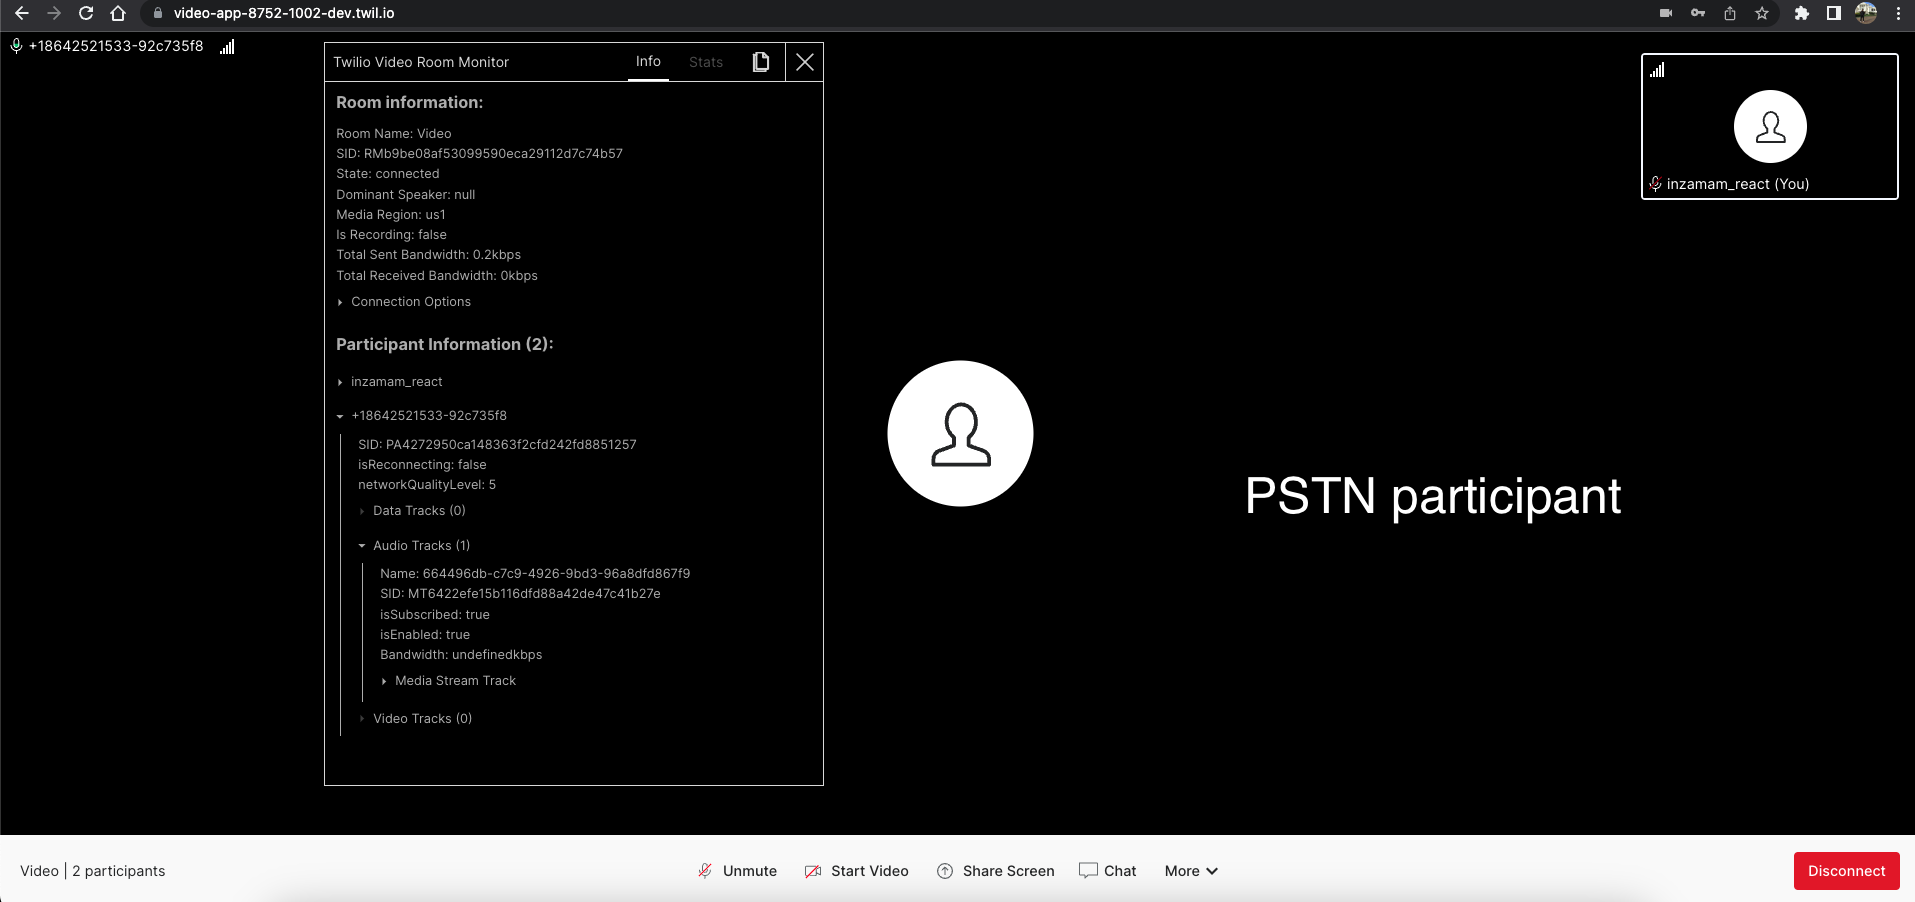 video-app-8752-1002-dev.twil.io
+18642521533-92c735f8
Twilio Video Room Monitor
Info
Stats
Room information:
Room Name: Video
SID: RMb9be08af53099590eca29112d7c74b57
State: connected
Dominant Speaker: null
Media Region: us1
Is Recording: false
Total Sent Bandwidth: 0.2kbps
Total Received Bandwidth: 0kbps
Connection Options
Participant Information (2):
inzamam_react
+18642521533-92c735f8
SID: PA4272950ca148363f2cfd242fd8851257
isReconnecting: false
networkQualityLevel: 5
Data Tracks (0)
Audio Tracks (1)
Name: 664496db-c7c9-4926-9bd3-96a8dfd867f9
SID: MT6422efe15b116dfd88a42de47c41b27e
isSubscribed: true
isEnabled: true
Bandwidth: undefinedkbps
Media Stream Track
Video Tracks (0)
inzamam_react (You)
PSTN participant
Video | 2 participants
Unmute
Start Video
Share Screen
Chat
More
Disconnect